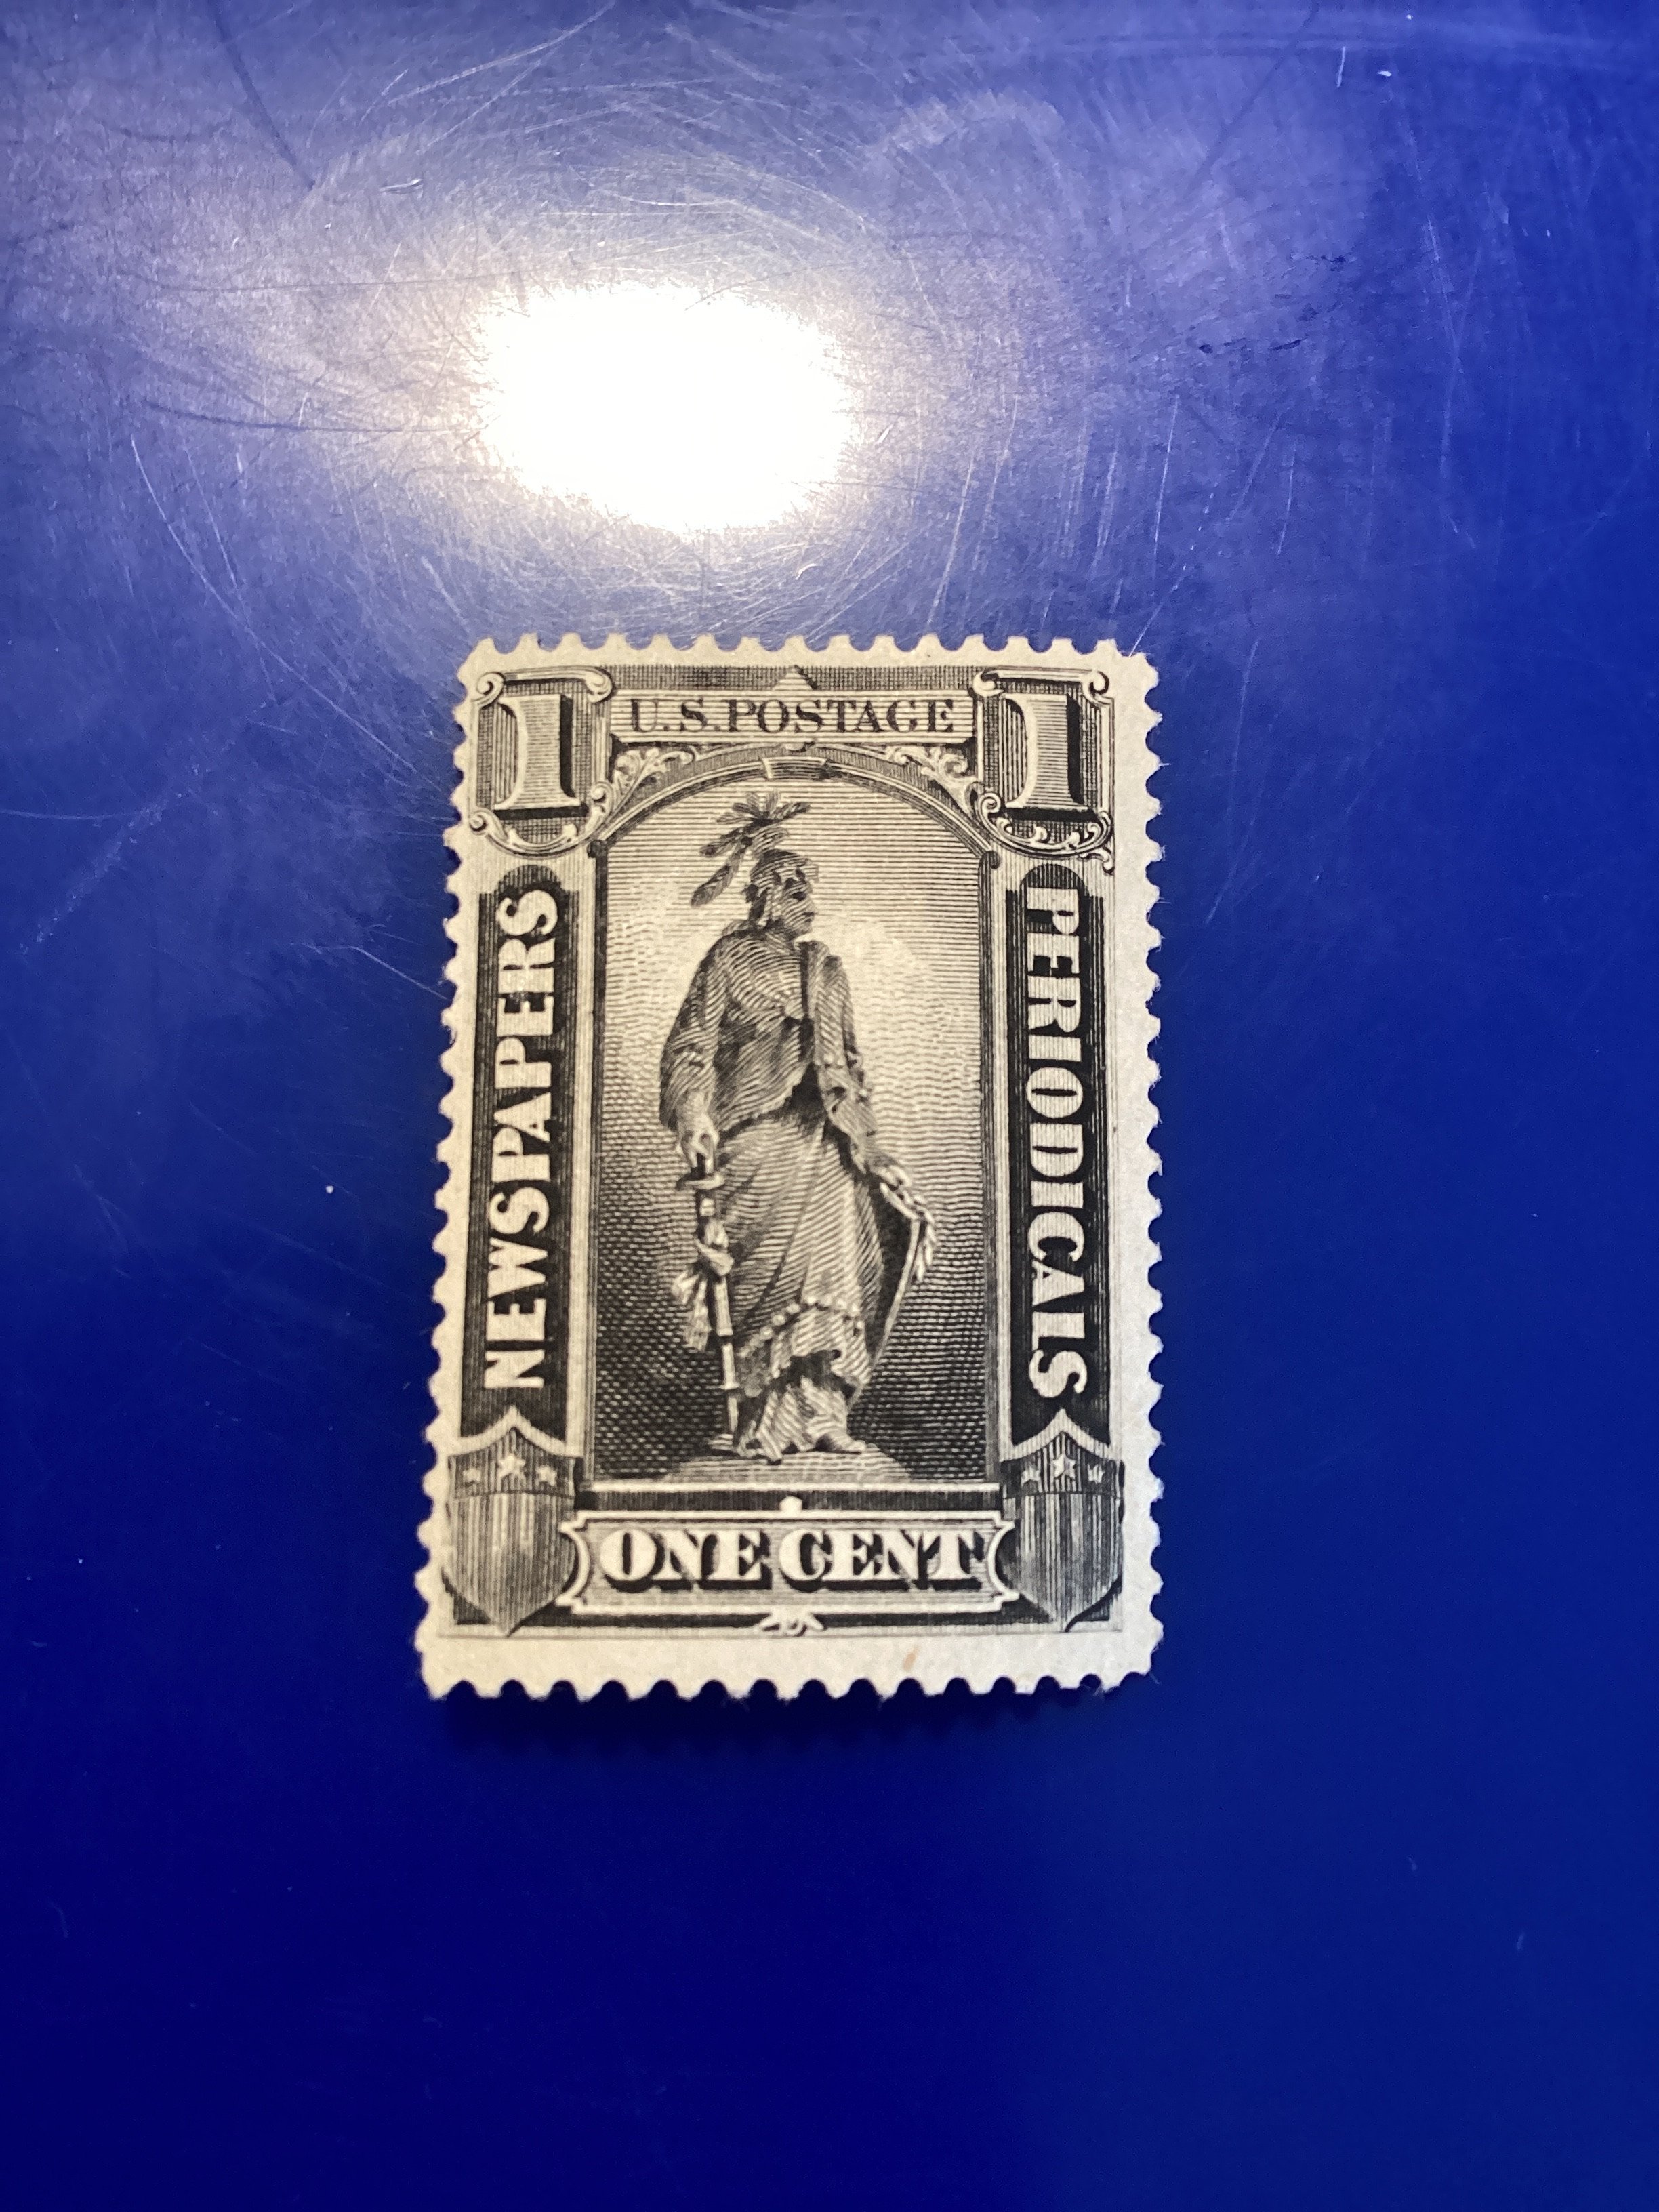 1 U.S.POSTAGE 1
NEWSPAPERS
PERIODICALS
ONE CENT